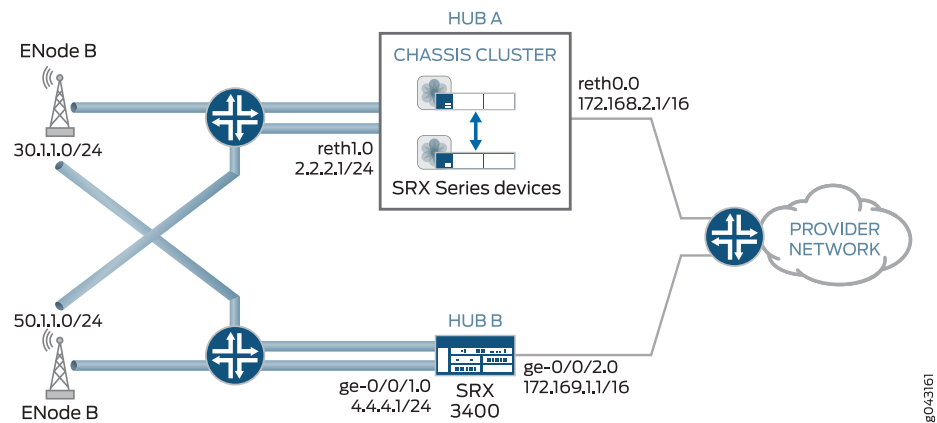 HUB A
ENode B
CHASSIS CLUSTER
reth0.0
172.168.2.1/16
30.1.1.0/24
reth1.0
2.2.2.1/24
SRX Series devices
PROVIDER
NETWORK
50.1.1.0/24
HUB B
ge-0/0/1.0
4.4.4.1/24
SRX
3400
ge-0/0/2.0
172.169.1.1/16
ENode B
g043161